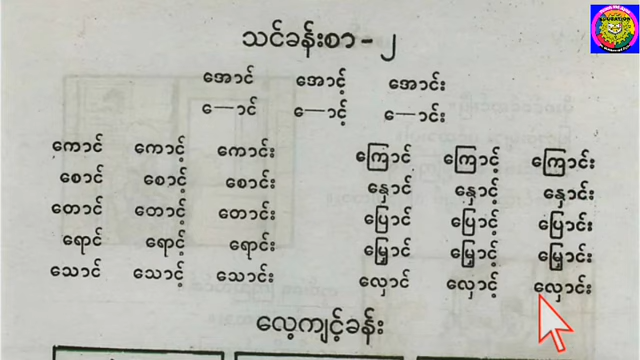 သင်ခန်းစာ - ၂
အောင် အောင့် အောင်း
ေ—ာင် ေ—ာင့် ေ—ာင်း
ကောင် ကောင့် ကောင်း
စောင် စောင့် စောင်း
တောင် တောင့် တောင်း
ရောင် ရောင့် ရောင်း
သောင် သောင့် သောင်း
ကြောင် ကြောင့် ကြောင်း
နှောင် နှောင့် နှောင်း
ပြောင် ပြောင့် ပြောင်း
မြှောင် မြှောင့် မြှောင်း
လှောင် လှောင့် လှောင်း
လေ့ကျင့်ခန်း
EDUCATION